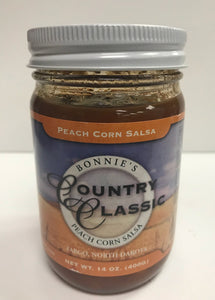 PEACH CORN SALSA
BONNIE'S
Country
Classic
PEACH CORN SALSA
FARGO, NORTH DAKOTA
NET WT. 14 OZ. (400G)